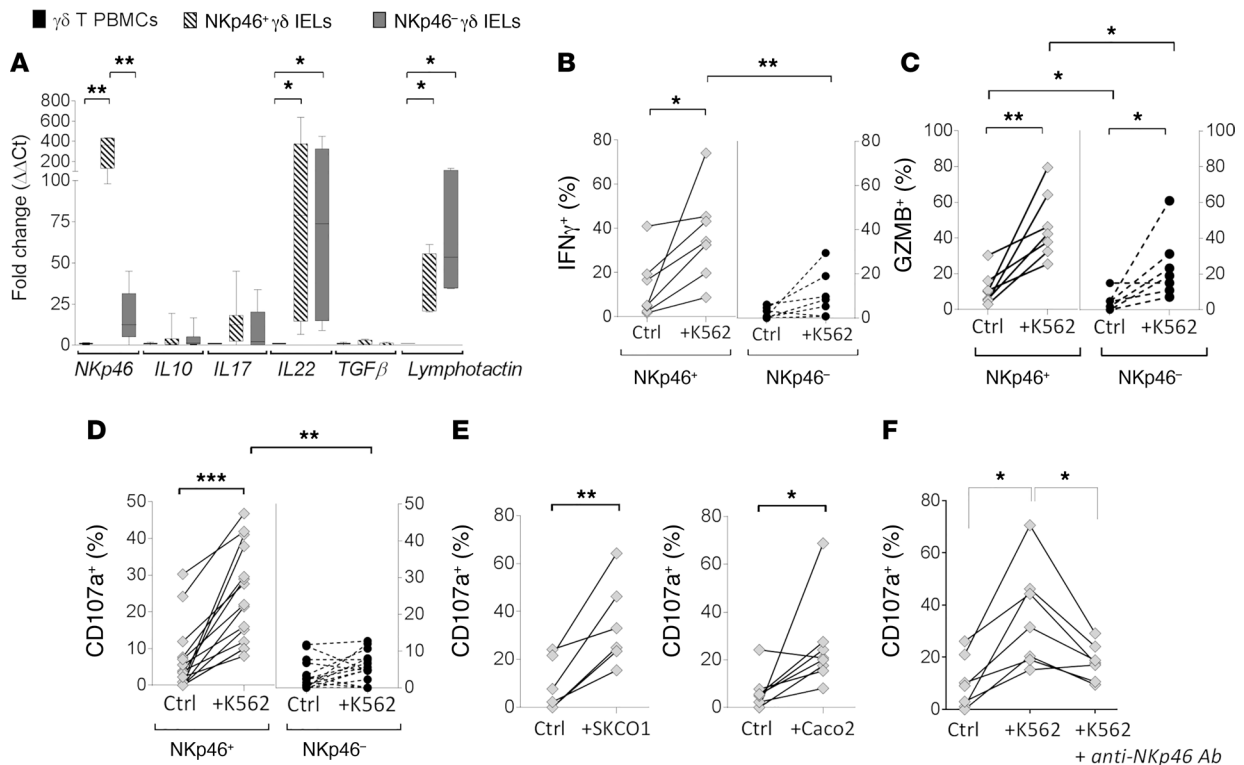 γδ T PBMCs NKp46⁺ γδ IELs NKp46⁻ γδ IELs
A
** **
* *
* *
Fold change (ΔΔCt)
800
600
400
200
100
75
50
25
0
NKp46 IL10 IL17 IL22 TGFβ Lymphotactin
B
**
*
IFNγ⁺ (%)
80
60
40
20
0
80
60
40
20
0
Ctrl +K562 Ctrl +K562
NKp46⁺ NKp46⁻
C
*
*
** *
GZMB⁺ (%)
100
80
60
40
20
0
100
80
60
40
20
0
Ctrl +K562 Ctrl +K562
NKp46⁺ NKp46⁻
D
**
***
CD107a⁺ (%)
50
40
30
20
10
0
50
40
30
20
10
0
Ctrl +K562 Ctrl +K562
NKp46⁺ NKp46⁻
E
**
CD107a⁺ (%)
80
60
40
20
0
Ctrl +SKCO1
*
CD107a⁺ (%)
80
60
40
20
0
Ctrl +Caco2
F
* *
CD107a⁺ (%)
80
60
40
20
0
Ctrl +K562 +K562
+ anti-NKp46 Ab